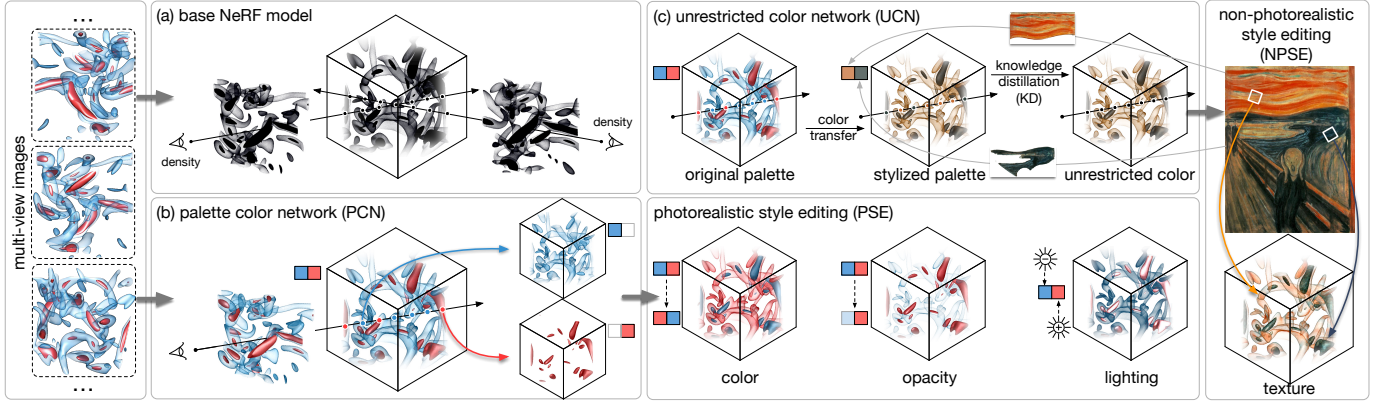 ...
multi-view images
...
(a) base NeRF model
density
density
(b) palette color network (PCN)
(c) unrestricted color network (UCN)
color
transfer
knowledge
distillation
(KD)
original palette
stylized palette
unrestricted color
photorealistic style editing (PSE)
color
opacity
lighting
non-photorealistic
style editing
(NPSE)
texture